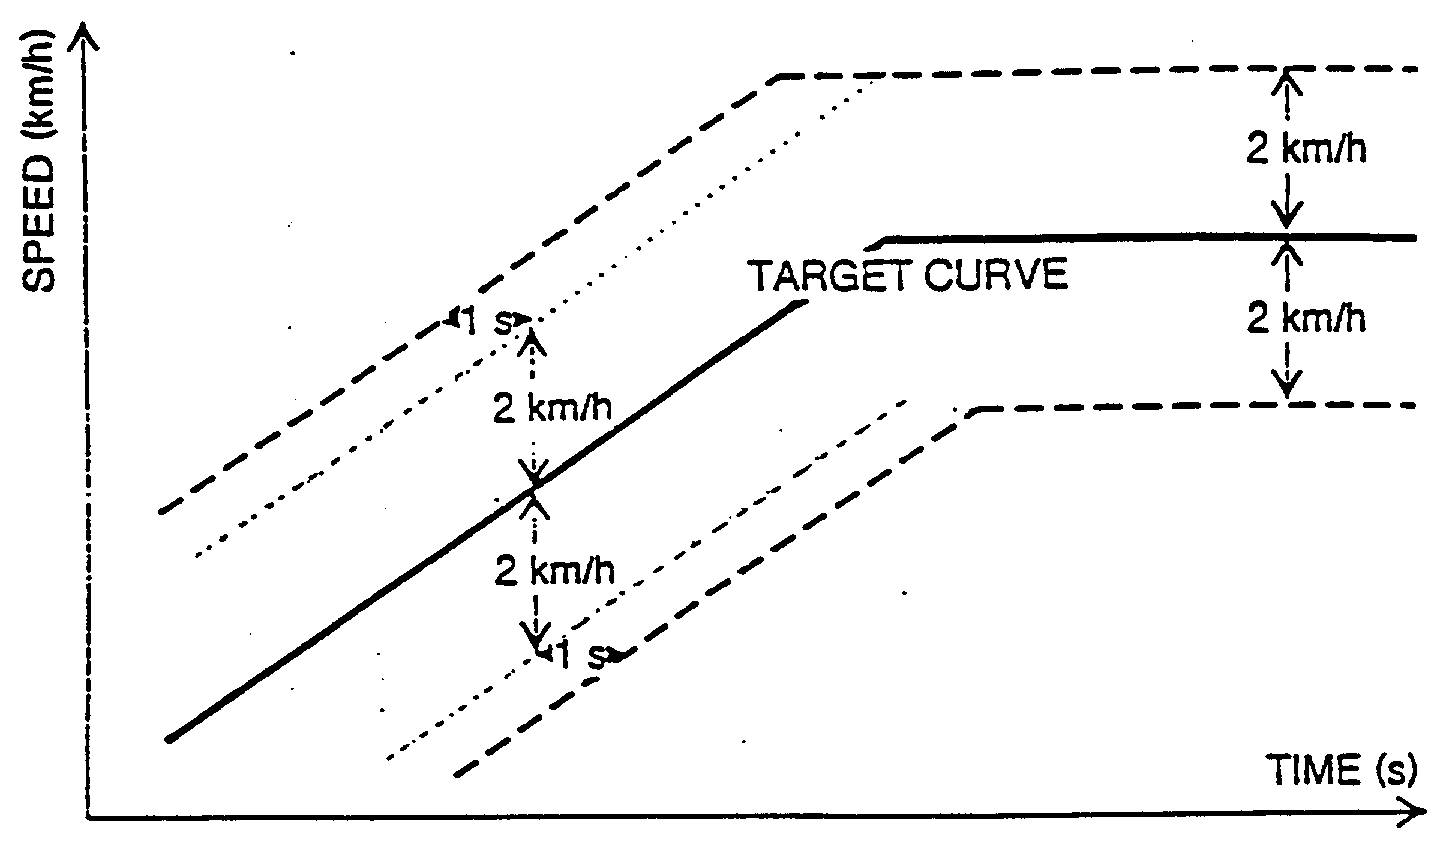 SPEED (km/h)
2 km/h
TARGET CURVE
1 s
2 km/h
2 km/h
2 km/h
1 s
TIME (s)